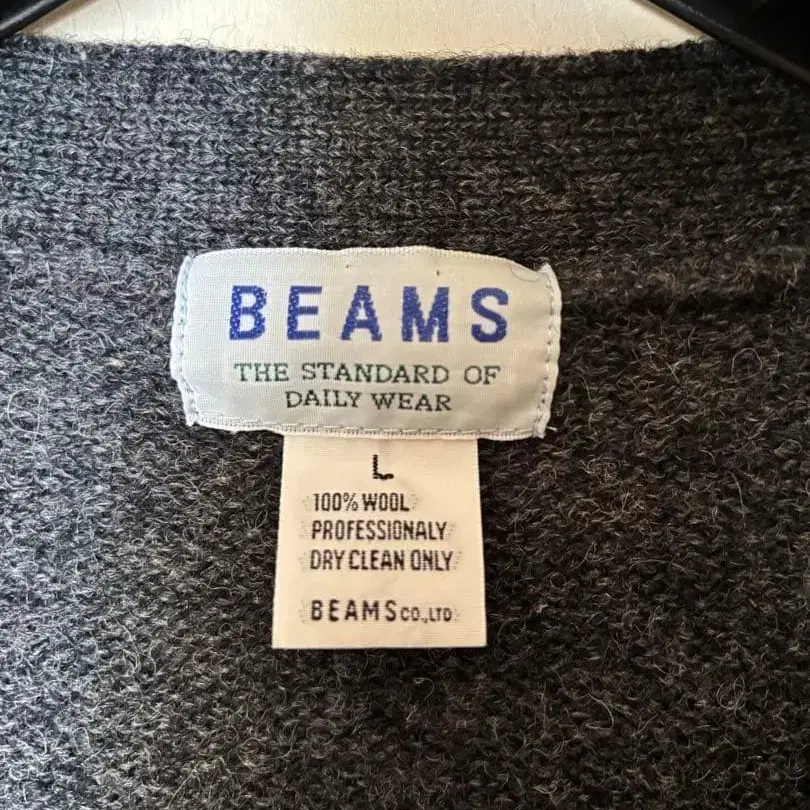 BEAMS
THE STANDARD OF
DAILY WEAR
L
100% WOOL
PROFESSIONALY
DRY CLEAN ONLY
BEAMS CO.,LTD.